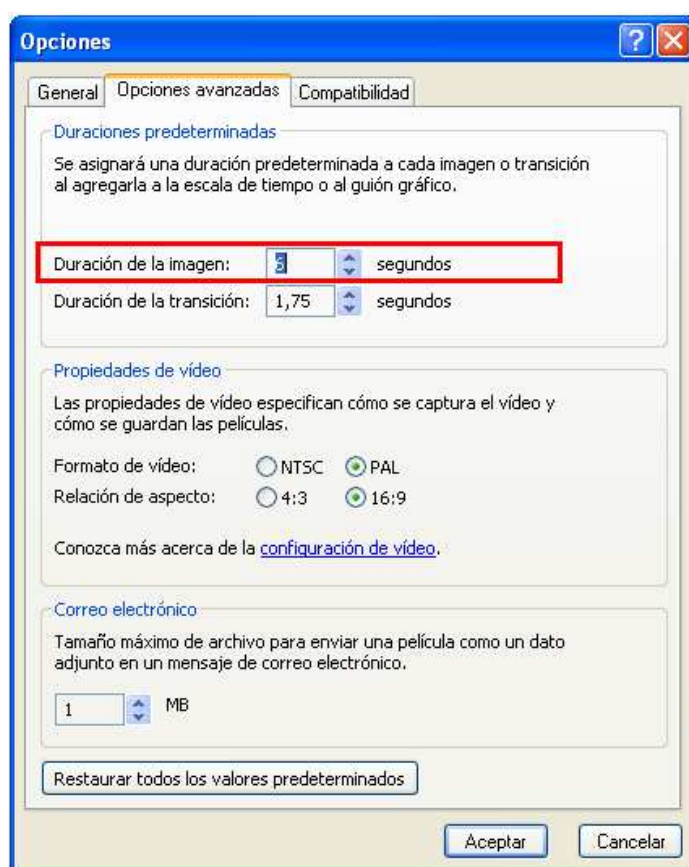 Opciones
General Opciones avanzadas Compatibilidad
Duraciones predeterminadas
Se asignará una duración predeterminada a cada imagen o transición
al agregarla a la escala de tiempo o al guión gráfico.
Duración de la imagen: segundos
Duración de la transición: 1,75 segundos
Propiedades de vídeo
Las propiedades de vídeo especifican cómo se captura el vídeo y
cómo se guardan las películas.
Formato de vídeo: NTSC PAL
Relación de aspecto: 4:3 16:9
Conozca más acerca de la configuración de vídeo.
Correo electrónico
Tamaño máximo de archivo para enviar una película como un dato
adjunto en un mensaje de correo electrónico.
1 MB
Restaurar todos los valores predeterminados
Aceptar Cancelar